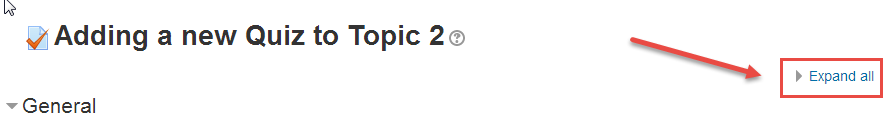 Adding a new Quiz to Topic 2
Expand all
General